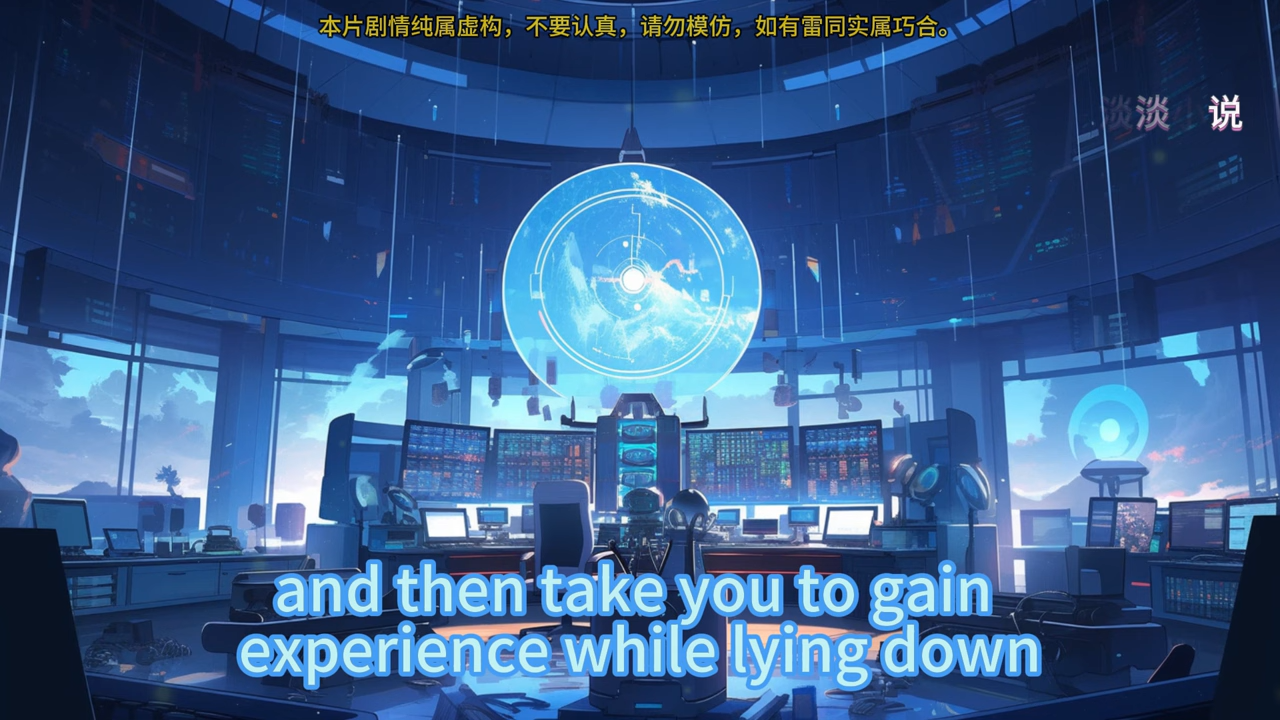 本片剧情纯属虚构，不要认真，请勿模仿，如有雷同实属巧合。
淡淡小说
and then take you to gain
experience while lying down